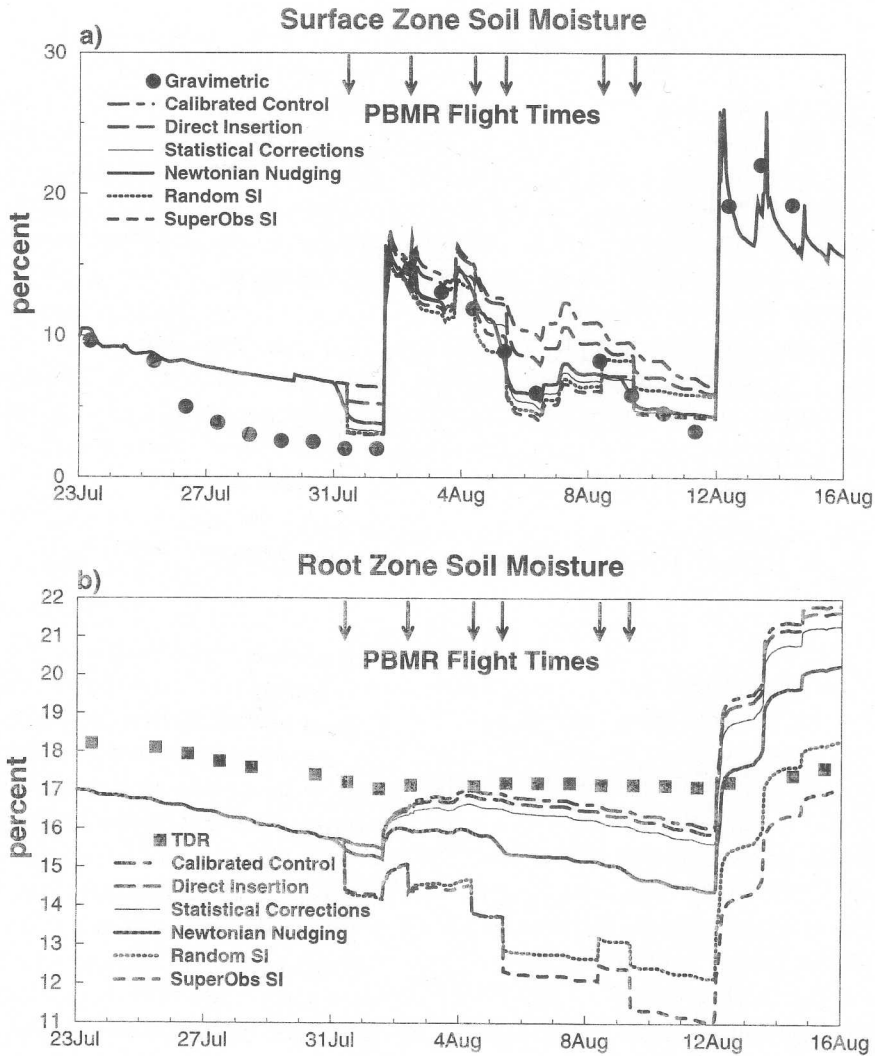 Surface Zone Soil Moisture
a)
30
20
10
0
percent
Gravimetric
Calibrated Control
Direct Insertion
Statistical Corrections
Newtonian Nudging
Random SI
SuperObs SI
PBMR Flight Times
23Jul 27Jul 31Jul 4Aug 8Aug 12Aug 16Aug
Root Zone Soil Moisture
b)
22
21
20
19
18
17
16
15
14
13
12
11
percent
PBMR Flight Times
TDR
Calibrated Control
Direct Insertion
Statistical Corrections
Newtonian Nudging
Random SI
SuperObs SI
23Jul 27Jul 31Jul 4Aug 8Aug 12Aug 16Aug